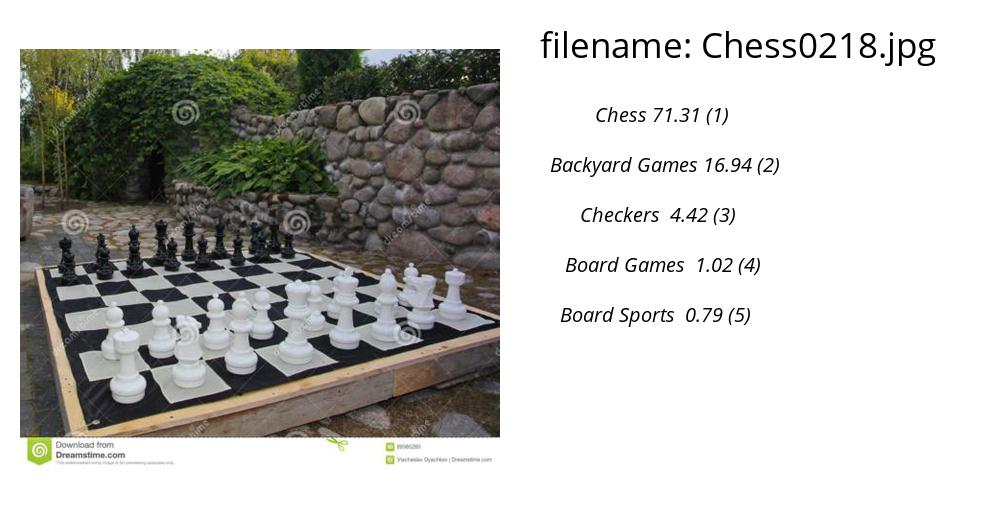 filename: Chess0218.jpg
Chess 71.31 (1)
Backyard Games 16.94 (2)
Checkers 4.42 (3)
Board Games 1.02 (4)
Board Sports 0.79 (5)
Download from
Dreamstime.com
This watermarked comp image is for previewing purposes only.
Viacheslav Dyachkov | Dreamstime.com